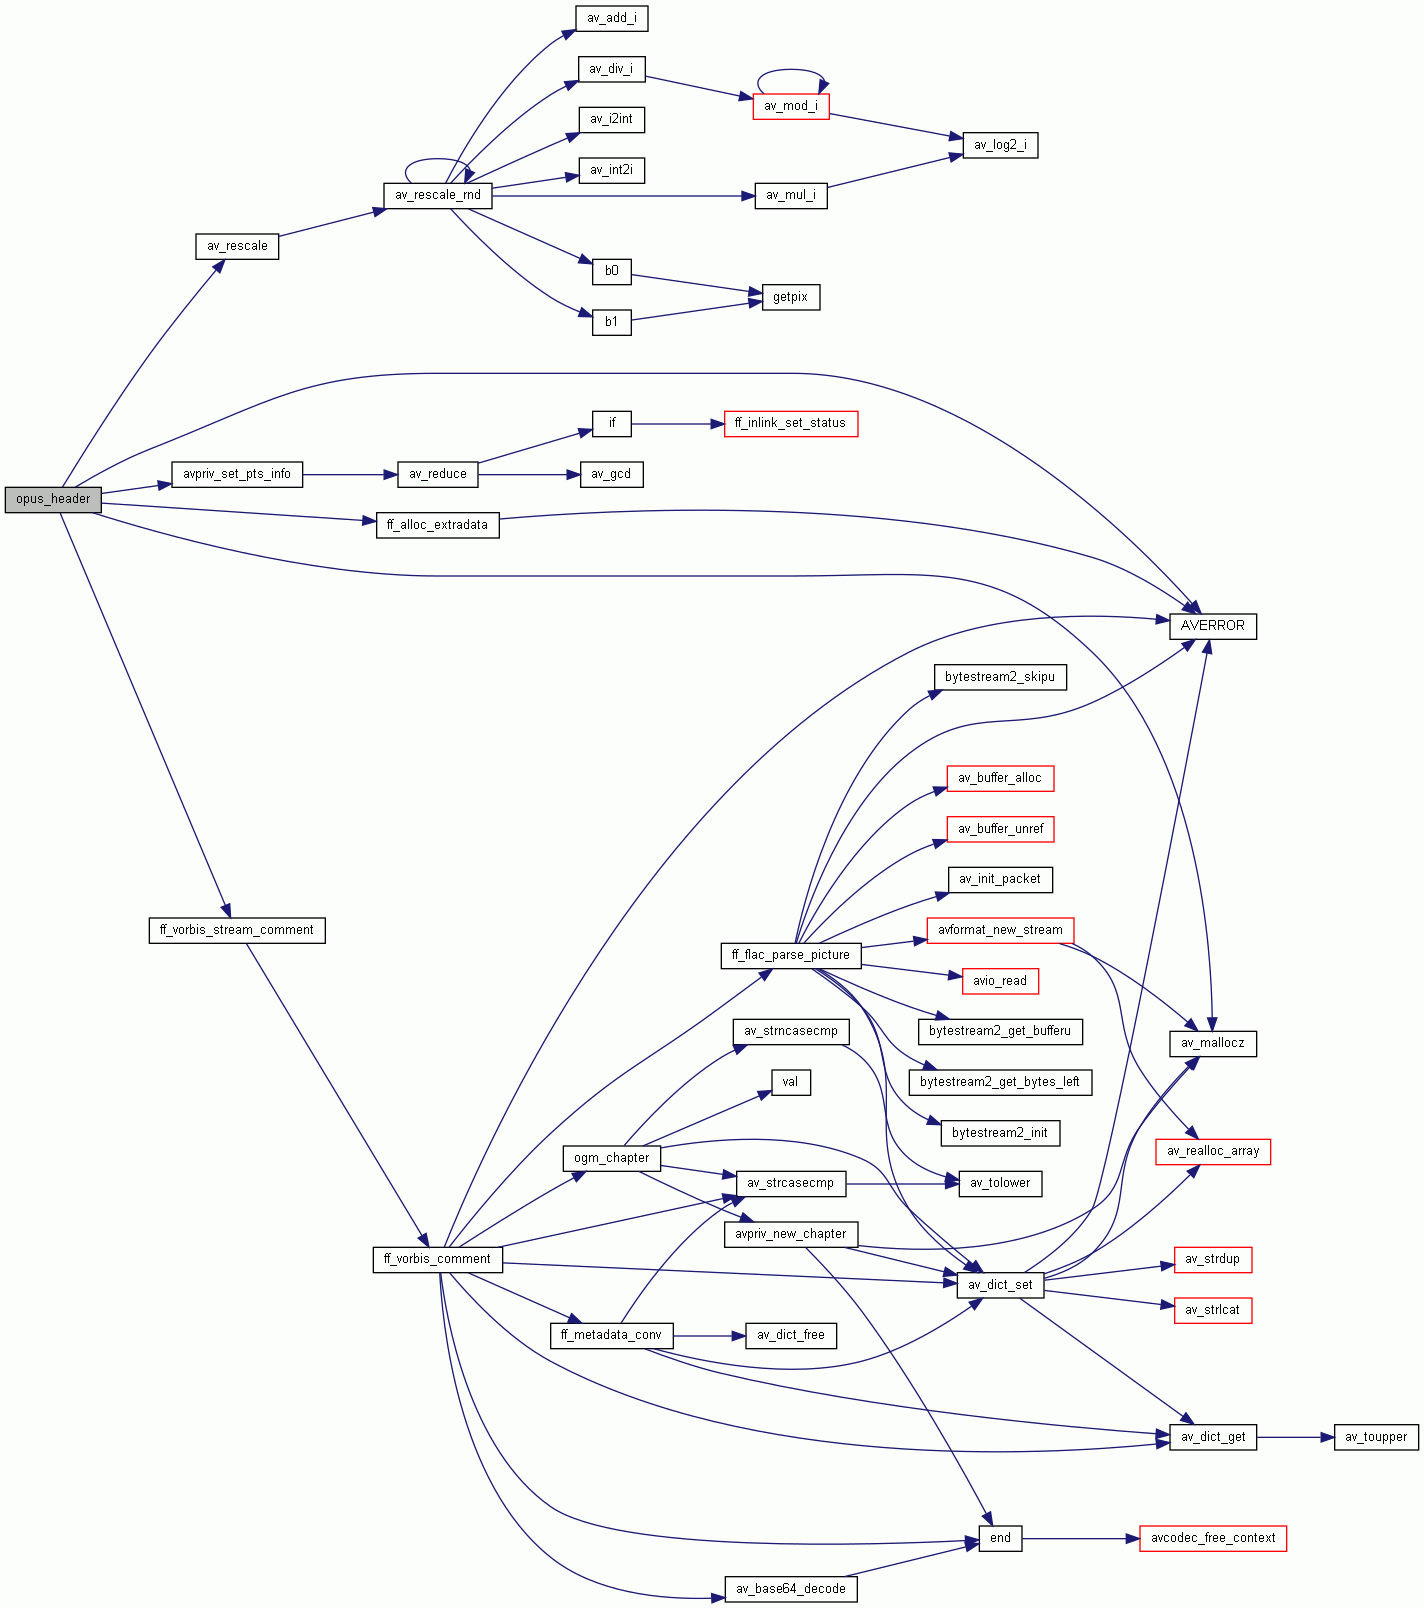 av_add_i
av_div_i
av_mod_i
av_i2int
av_log2_i
av_int2i
av_rescale_rnd
av_mul_i
av_rescale
b0
getpix
b1
if
ff_inlink_set_status
avpriv_set_pts_info
av_reduce
av_gcd
opus_header
ff_alloc_extradata
AVERROR
bytestream2_skipu
av_buffer_alloc
av_buffer_unref
av_init_packet
ff_vorbis_stream_comment
avformat_new_stream
ff_flac_parse_picture
avio_read
av_strncasecmp
bytestream2_get_bufferu
av_mallocz
val
bytestream2_get_bytes_left
bytestream2_init
ogm_chapter
av_realloc_array
av_strcasecmp
av_tolower
avpriv_new_chapter
ff_vorbis_comment
av_strdup
av_dict_set
av_strlcat
ff_metadata_conv
av_dict_free
av_dict_get
av_toupper
end
avcodec_free_context
av_base64_decode